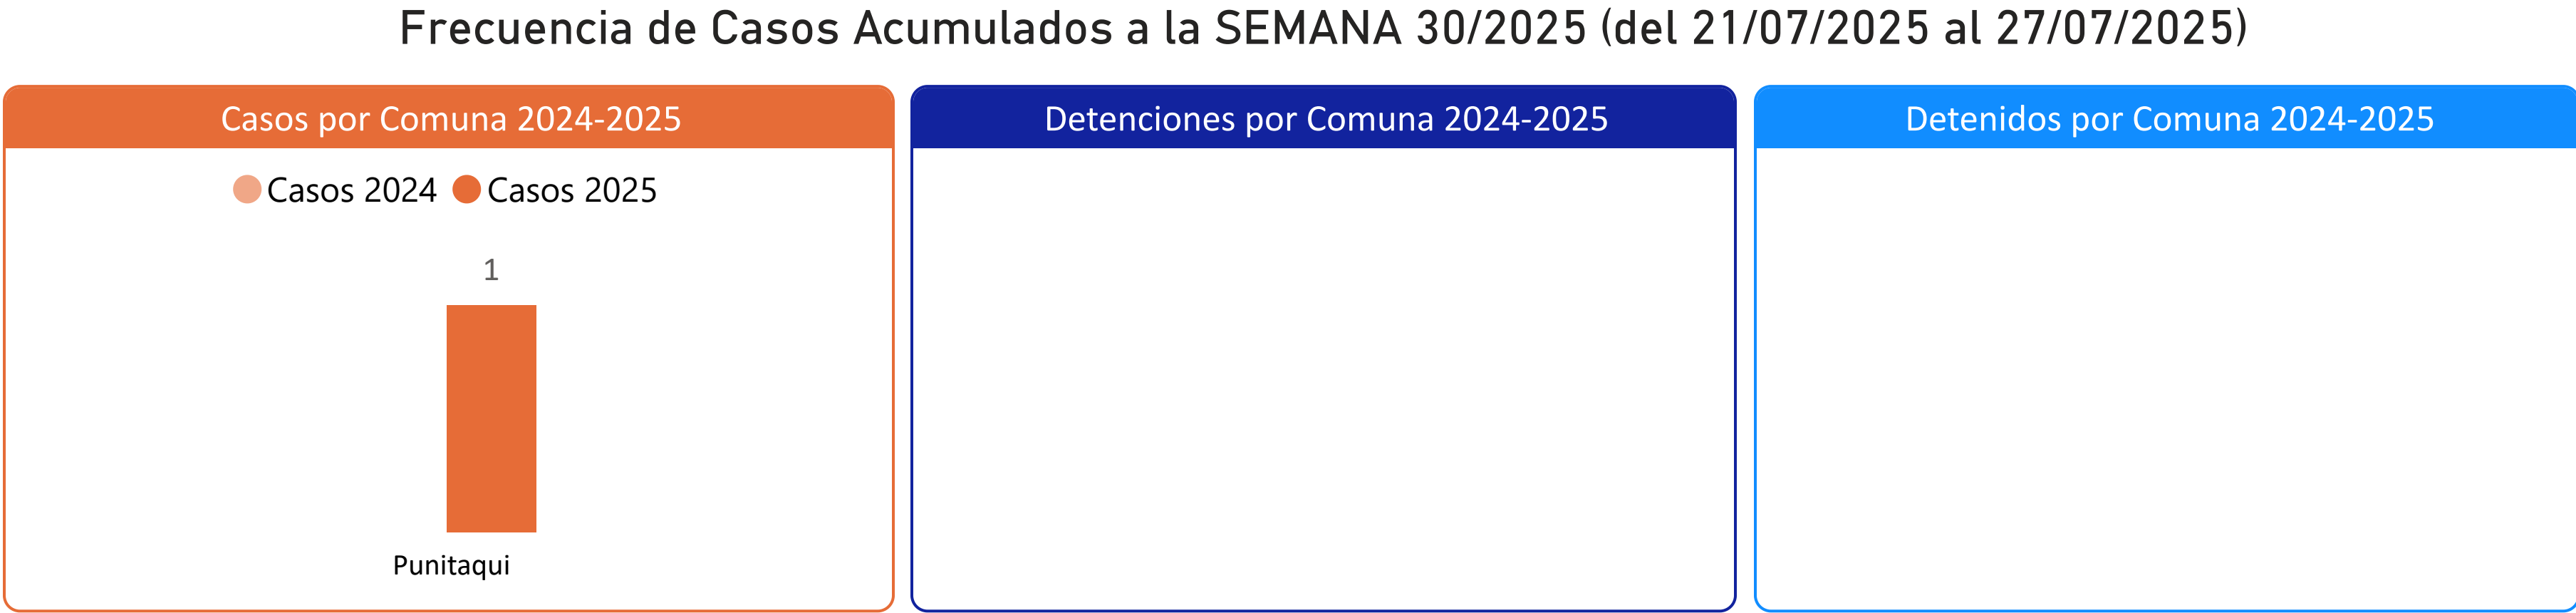 Frecuencia de Casos Acumulados a la SEMANA 30/2025 (del 21/07/2025 al 27/07/2025)
Casos por Comuna 2024-2025
Casos 2024 Casos 2025
1
Punitaqui
Detenciones por Comuna 2024-2025
Detenidos por Comuna 2024-2025